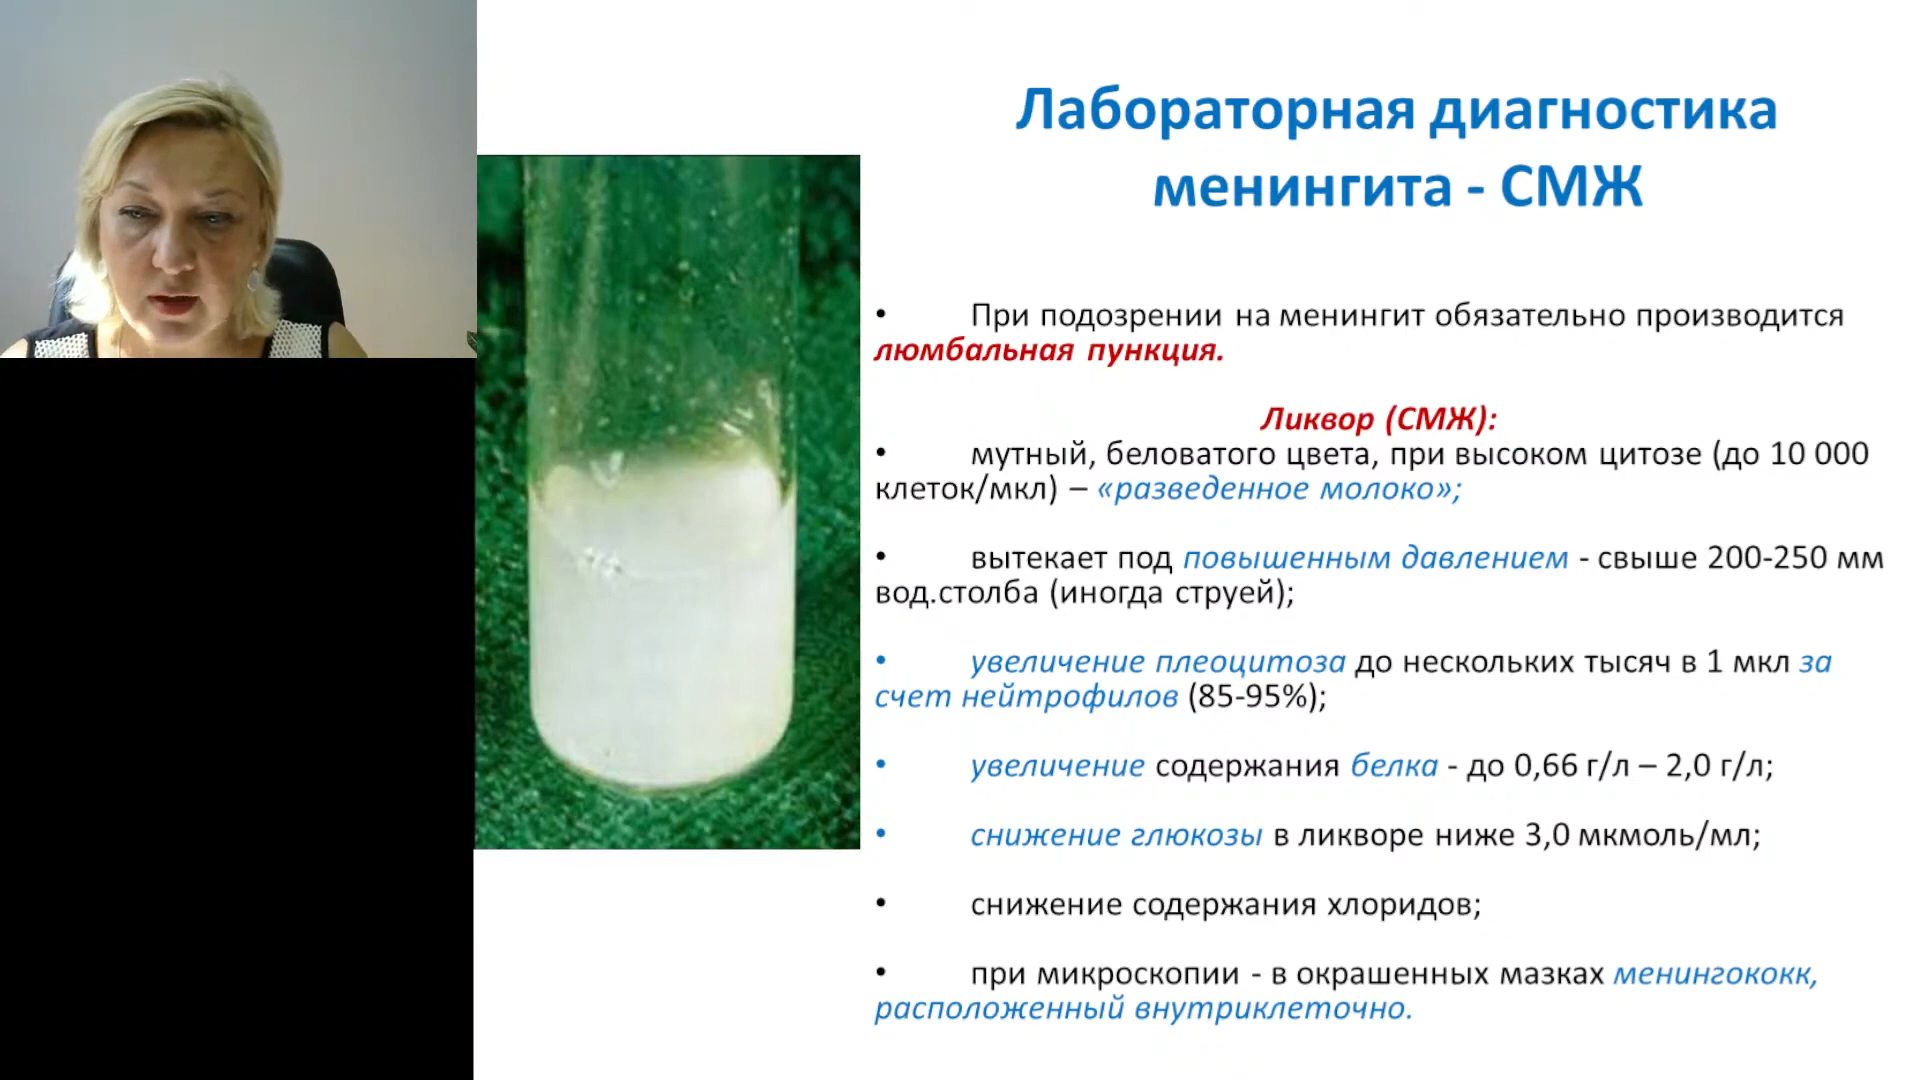 Лабораторная диагностика
менингита - СМЖ
• При подозрении на менингит обязательно производится
люмбальная пункция.
Ликвор (СМЖ):
• мутный, беловатого цвета, при высоком цитозе (до 10 000
клеток/мкл) – «разведенное молоко»;
• вытекает под повышенным давлением - свыше 200-250 мм
вод.столба (иногда струей);
• увеличение плеоцитоза до нескольких тысяч в 1 мкл за
счет нейтрофилов (85-95%);
• увеличение содержания белка - до 0,66 г/л – 2,0 г/л;
• снижение глюкозы в ликворе ниже 3,0 мкмоль/мл;
• снижение содержания хлоридов;
• при микроскопии - в окрашенных мазках менингококк,
расположенный внутриклеточно.